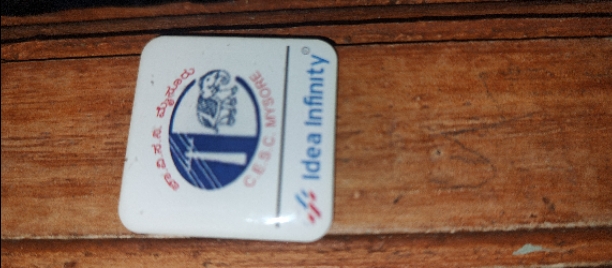 ಚಾ.ವಿ.ಸ.ನಿ. ಮೈಸೂರು
C.E.S.C. MYSORE
Idea Infinity